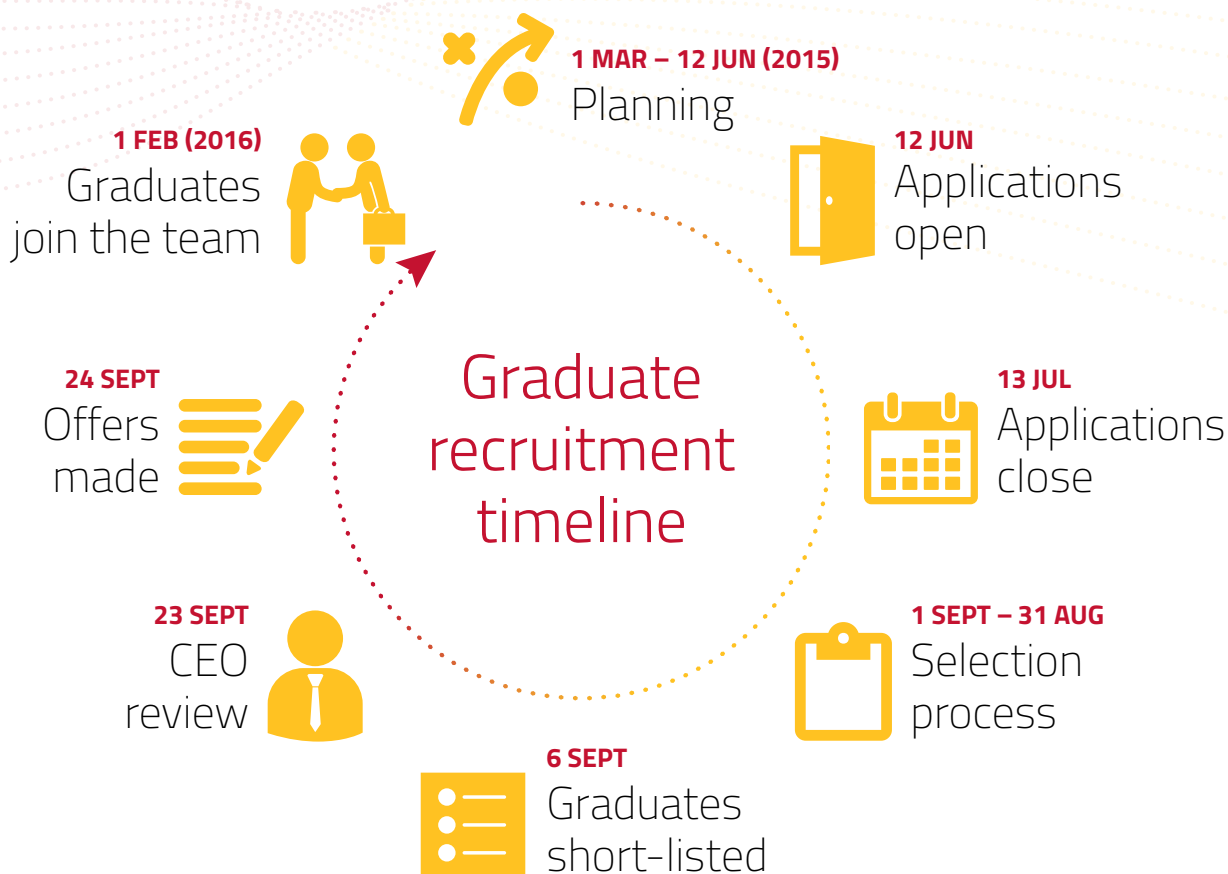 1 MAR – 12 JUN (2015)
Planning
12 JUN
Applications
open
13 JUL
Applications
close
1 SEPT – 31 AUG
Selection
process
6 SEPT
Graduates
short-listed
23 SEPT
CEO
review
24 SEPT
Offers
made
1 FEB (2016)
Graduates
join the team
Graduate
recruitment
timeline